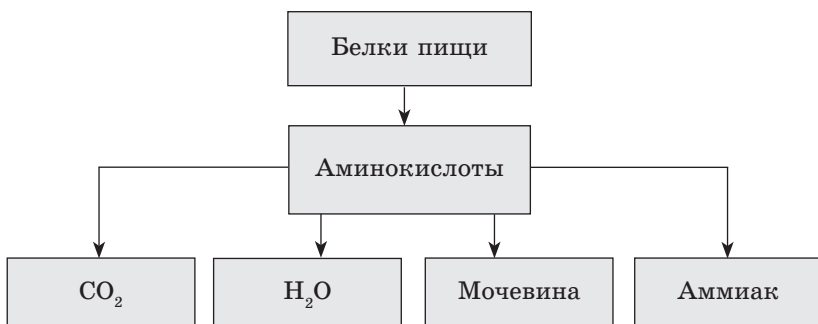 Белки пищи
Аминокислоты
CO₂
H₂O
Мочевина
Аммиак